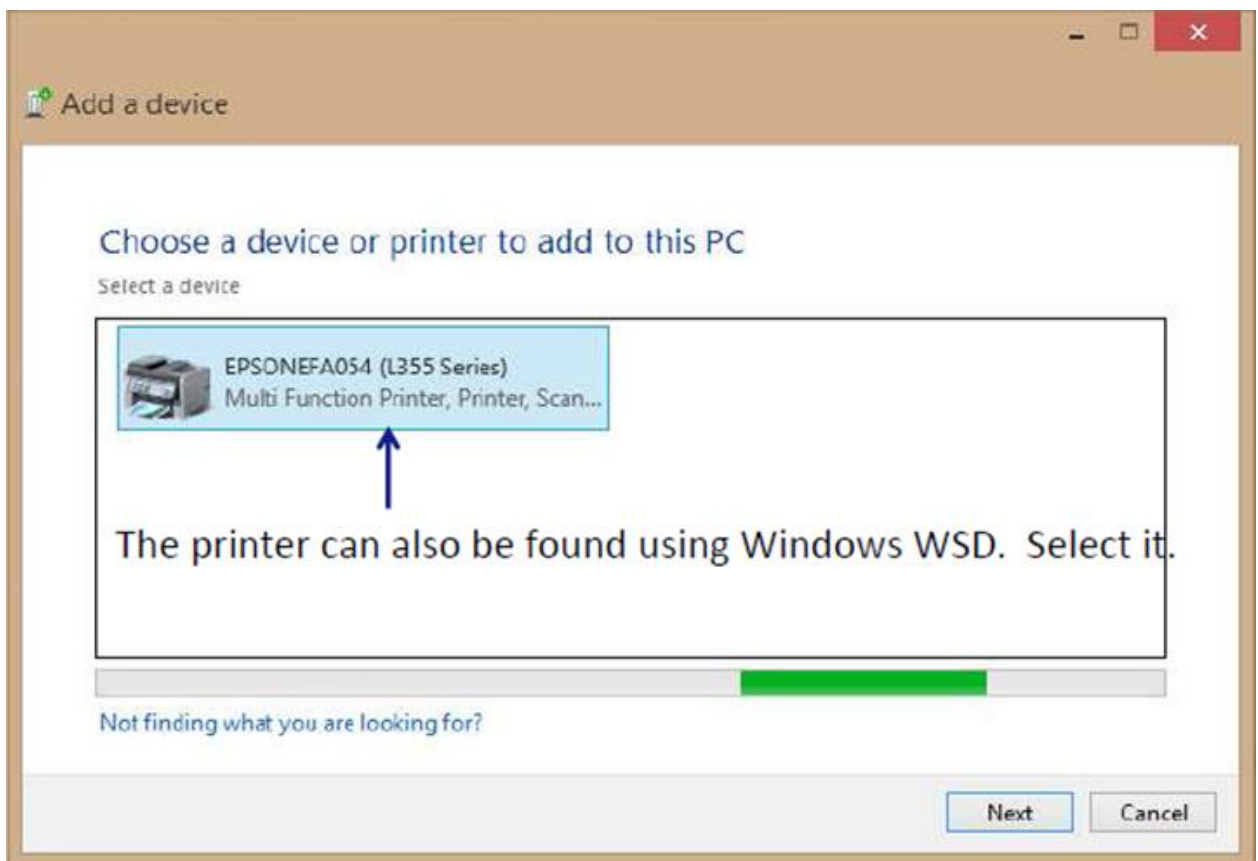 Add a device
Choose a device or printer to add to this PC
Select a device
EPSONEFA054 (L355 Series)
Multi Function Printer, Printer, Scan...
The printer can also be found using Windows WSD.  Select it.
Not finding what you are looking for?
Next Cancel